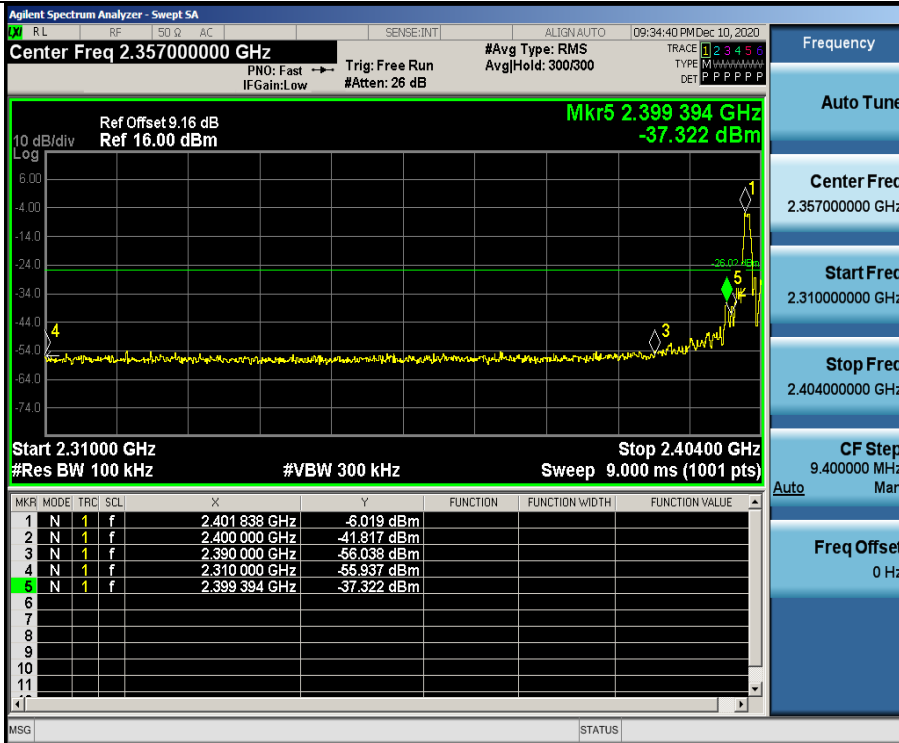 Agilent Spectrum Analyzer - Swept SA
LXI RL RF 50 Ω AC SENSE:INT ALIGN AUTO 09:34:40 PM Dec 10, 2020
Center Freq 2.357000000 GHz
PNO: Fast
IFGain:Low
Trig: Free Run
#Atten: 26 dB
#Avg Type: RMS
Avg|Hold: 300/300
TRACE 1 2 3 4 5 6
TYPE M W W W W W
DET P P P P P P
Ref Offset 9.16 dB
10 dB/div Ref 16.00 dBm
Log
Mkr5 2.399 394 GHz
-37.322 dBm
6.00
-4.00
-14.0
-24.0
-34.0
-44.0
-54.0
-64.0
-74.0
1
-26.02 dBm
5
3
4
Start 2.31000 GHz Stop 2.40400 GHz
#Res BW 100 kHz #VBW 300 kHz Sweep 9.000 ms (1001 pts)
MKR MODE TRC SCL X Y FUNCTION FUNCTION WIDTH FUNCTION VALUE
1 N 1 f 2.401 838 GHz -6.019 dBm
2 N 1 f 2.400 000 GHz -41.817 dBm
3 N 1 f 2.390 000 GHz -56.038 dBm
4 N 1 f 2.310 000 GHz -55.937 dBm
5 N 1 f 2.399 394 GHz -37.322 dBm
6
7
8
9
10
11
MSG STATUS
Frequency
Auto Tune
Center Freq
2.357000000 GHz
Start Freq
2.310000000 GHz
Stop Freq
2.404000000 GHz
CF Step
9.400000 MHz
Auto Man
Freq Offset
0 Hz